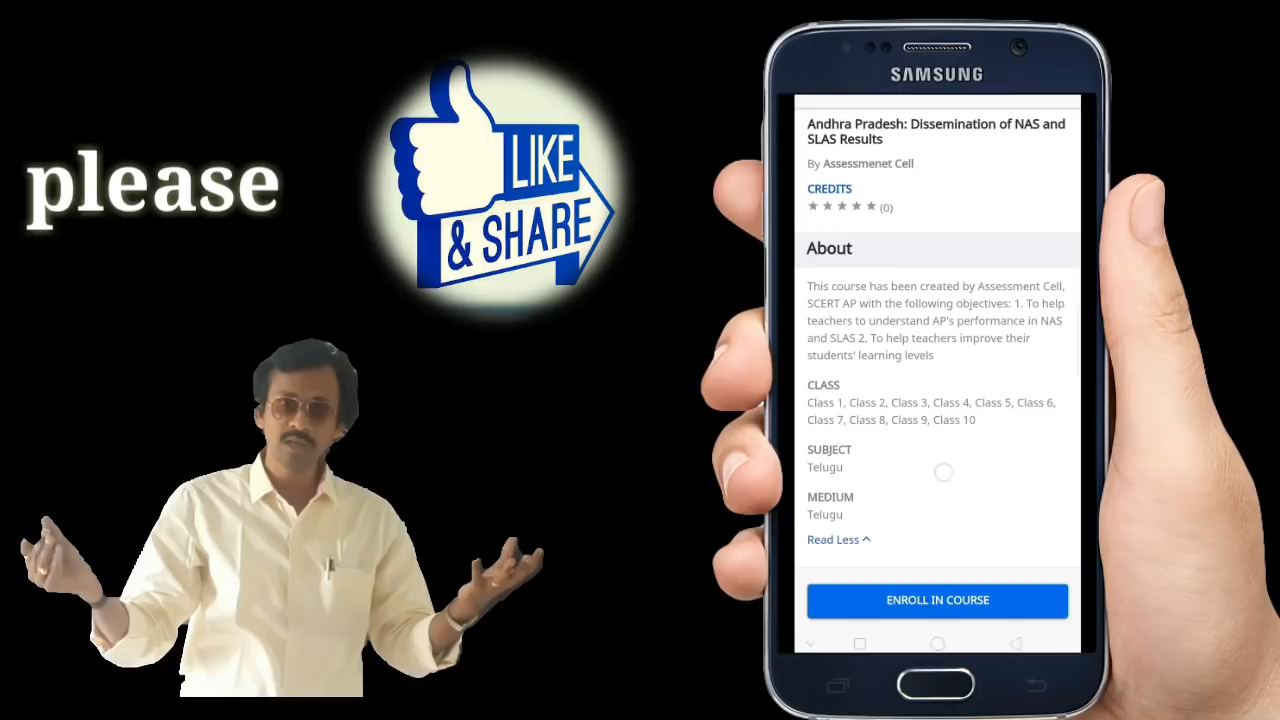 please
LIKE
& SHARE
SAMSUNG
Andhra Pradesh: Dissemination of NAS and
SLAS Results
By Assessmenet Cell
CREDITS
(0)
About
This course has been created by Assessment Cell,
SCERT AP with the following objectives: 1. To help
teachers to understand AP's performance in NAS
and SLAS 2. To help teachers improve their
students' learning levels
CLASS
Class 1, Class 2, Class 3, Class 4, Class 5, Class 6,
Class 7, Class 8, Class 9, Class 10
SUBJECT
Telugu
MEDIUM
Telugu
Read Less
ENROLL IN COURSE